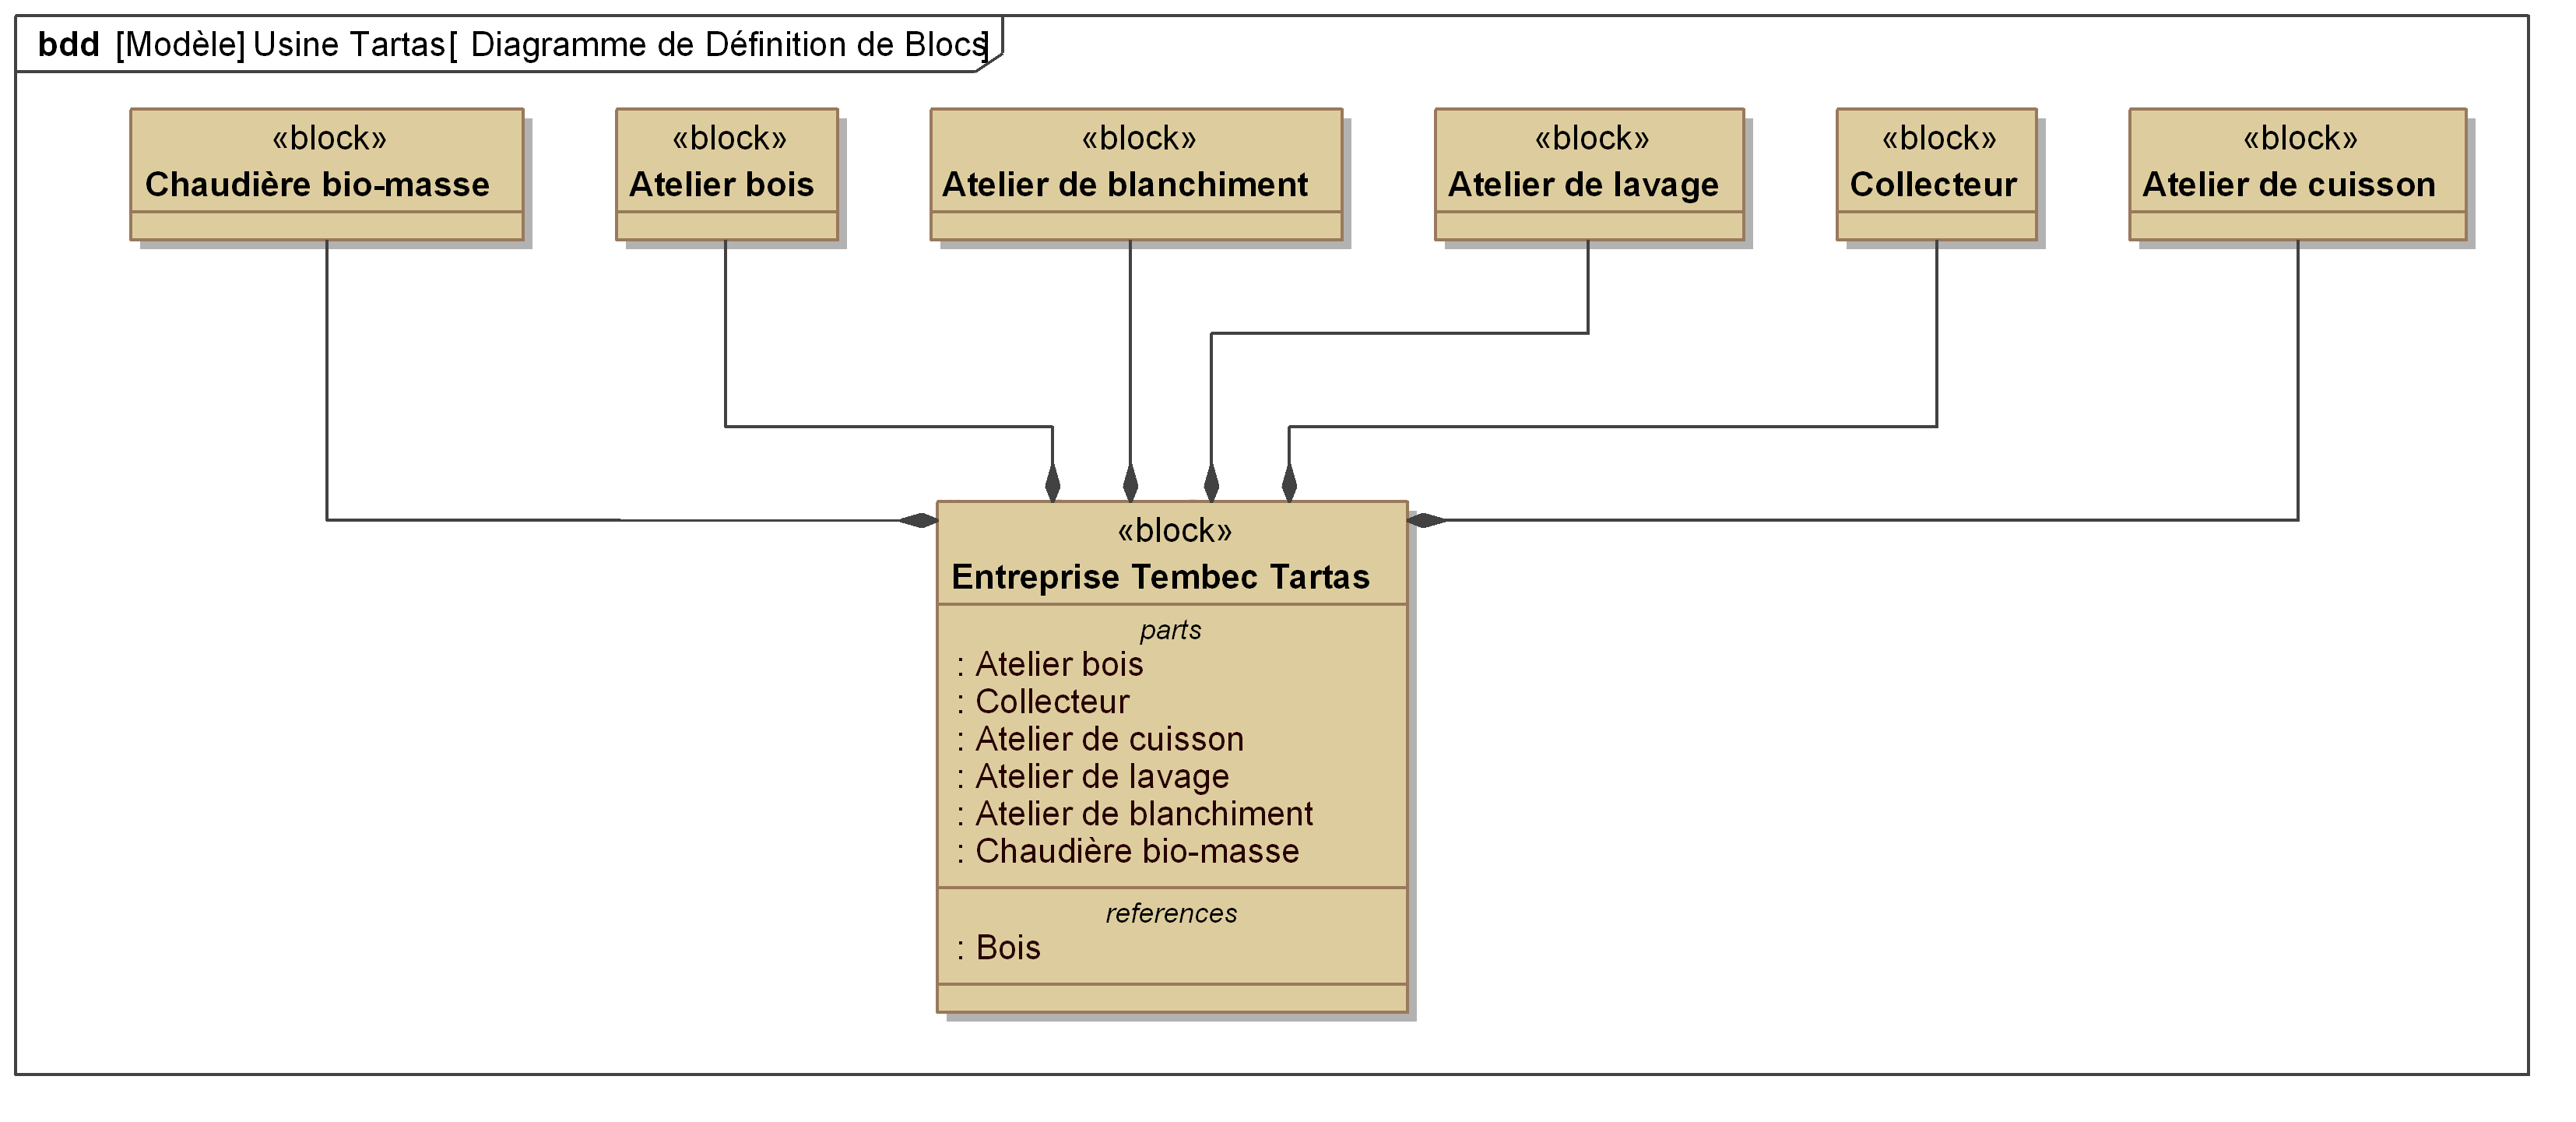 bdd [Modèle] Usine Tartas[ Diagramme de Définition de Blocs]
«block»
Chaudière bio-masse
«block»
Atelier bois
«block»
Atelier de blanchiment
«block»
Atelier de lavage
«block»
Collecteur
«block»
Atelier de cuisson
«block»
Entreprise Tembec Tartas
parts
: Atelier bois
: Collecteur
: Atelier de cuisson
: Atelier de lavage
: Atelier de blanchiment
: Chaudière bio-masse
references
: Bois